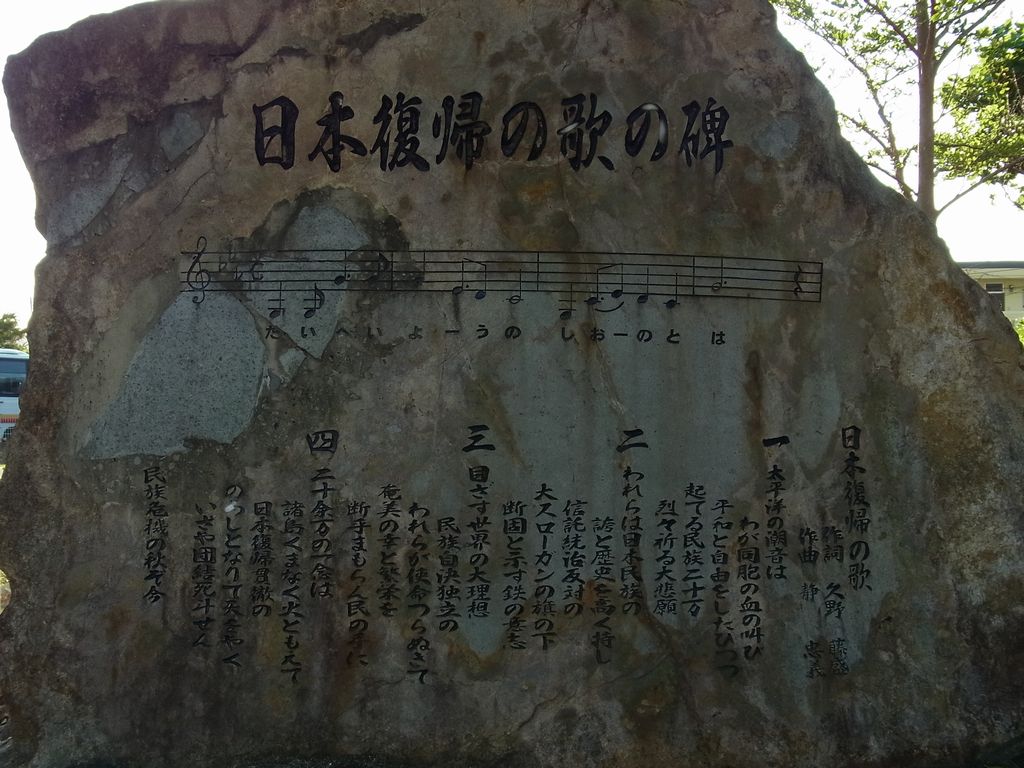 日本復帰の歌の碑
たいへいよーうの しおーのとは
日本復帰の歌
作詞 久野 藤盛
作曲 静 忠義
一 太平洋の潮音は
わが同胞の血の叫び
平和と自由をしたひつつ
起てる民族二十万
烈々祈る大悲願
二 われらは日本民族の
誇と歴史を高く持し
信託統治反対の
大スローガンの旗の下
断固と示す鉄の意志
三 目ざす世界の大理想
民族自決独立の
われらが使命つらぬきて
奄美の幸と繁栄を
断乎まもらん民の手に
四 二十余万の一念は
諸島くまなく火ともえて
日本復帰貫徹の
のろしとなりて天をやく
いざや団結死斗せん
民族危機の秋ぞ今